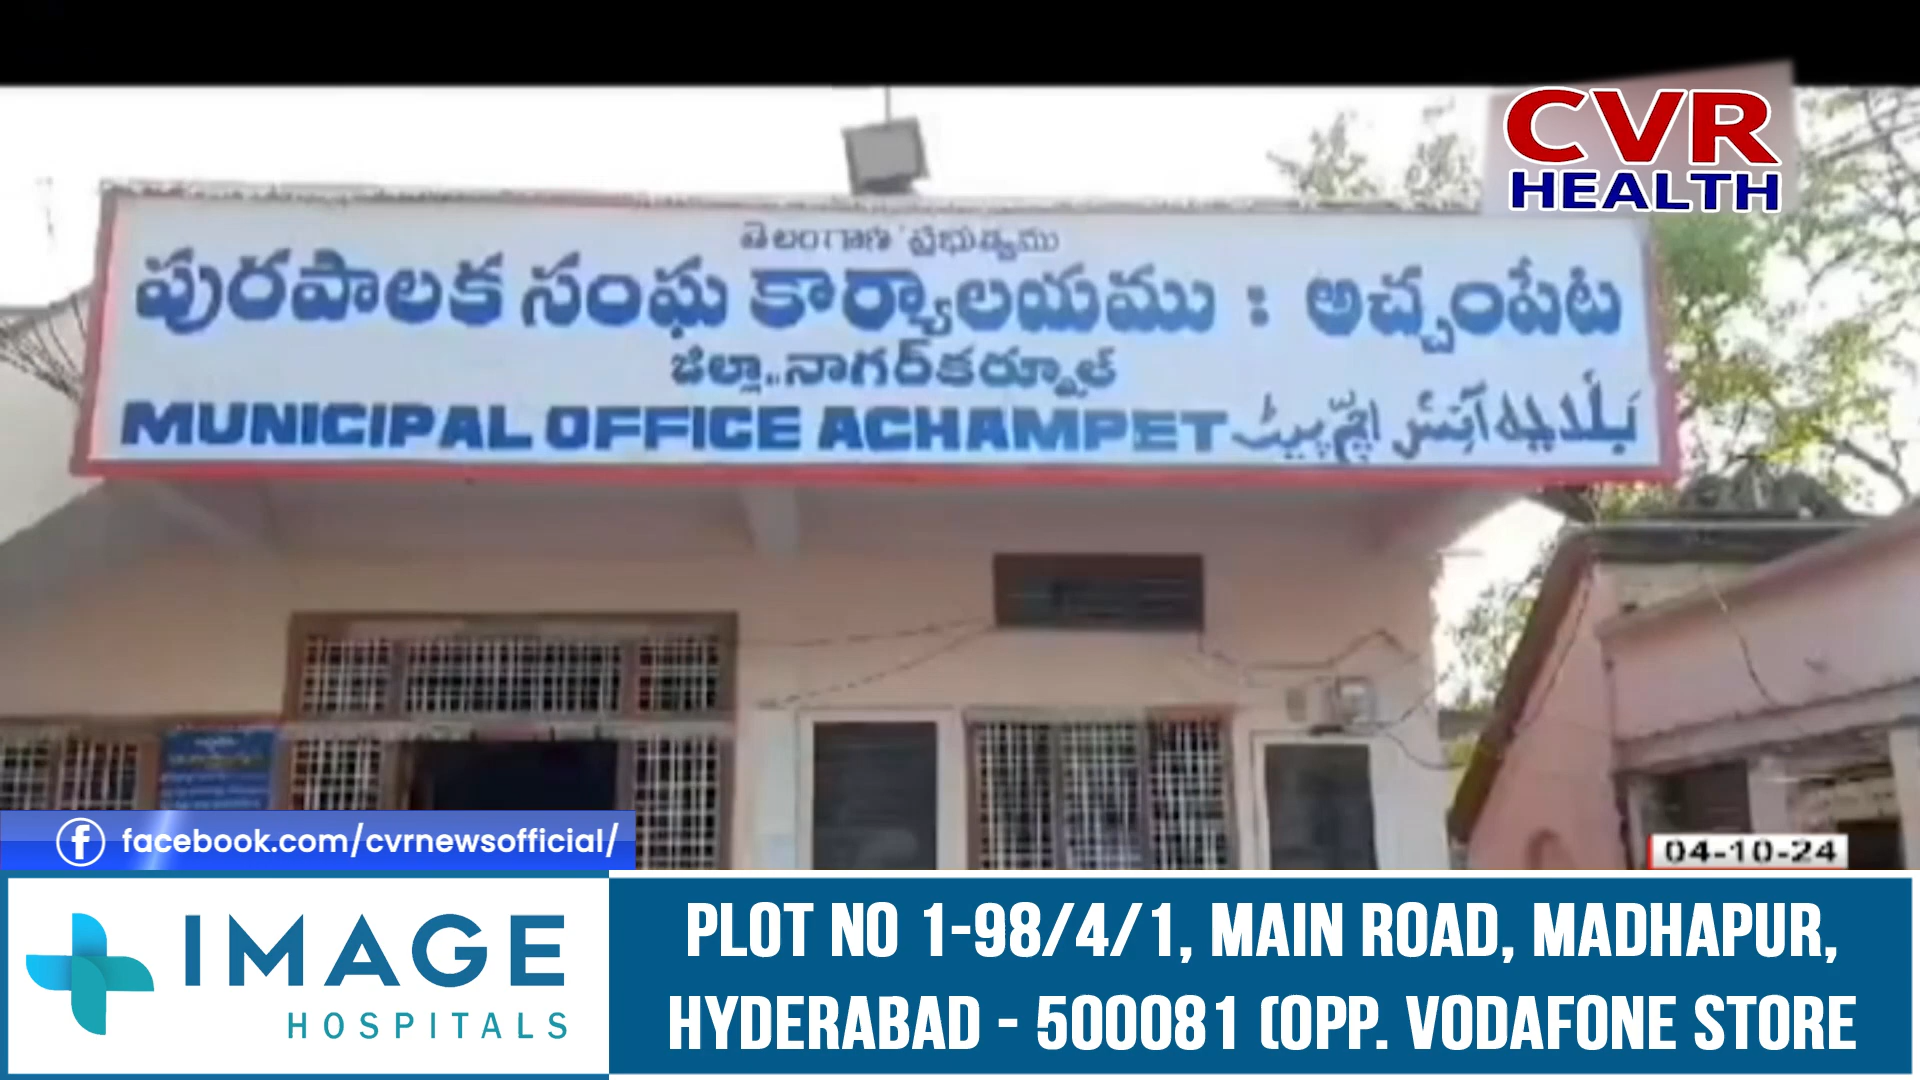 CVR
HEALTH
తెలంగాణ ప్రభుత్వము
పురపాలక సంఘ కార్యాలయము : అచ్చంపేట
జిల్లా..నాగర్‌కర్నూల్
MUNICIPAL OFFICE ACHAMPET بلدیہ آفس اچم پیٹ
facebook.com/cvrnewsofficial/
04-10-24
IMAGE
HOSPITALS
PLOT NO 1-98/4/1, MAIN ROAD, MADHAPUR,
HYDERABAD - 500081 (OPP. VODAFONE STORE